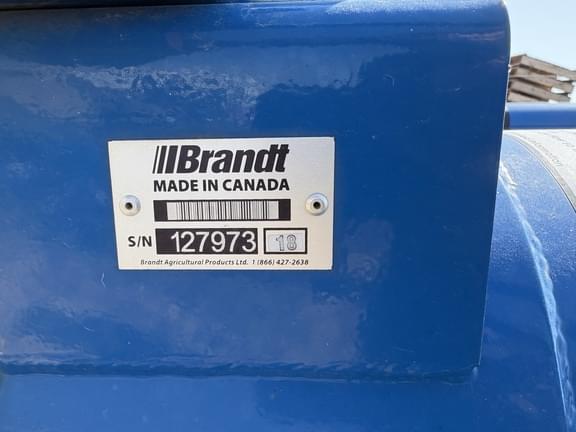 Brandt
MADE IN CANADA
S/N 127973 18
Brandt Agricultural Products Ltd. 1 (866) 427-2638